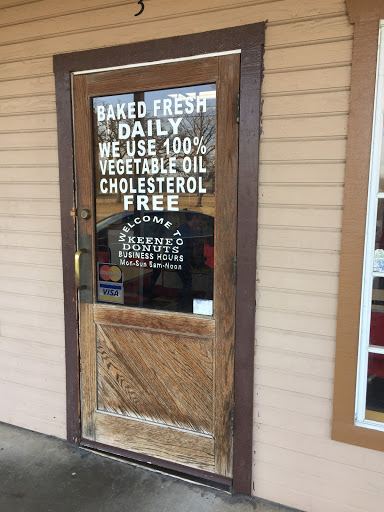 BAKED FRESH
DAILY
WE USE 100%
VEGETABLE OIL
CHOLESTEROL
FREE
WELCOME TO
KEENE
DONUTS
BUSINESS HOURS
Mon-Sun 5am-Noon
MasterCard
VISA